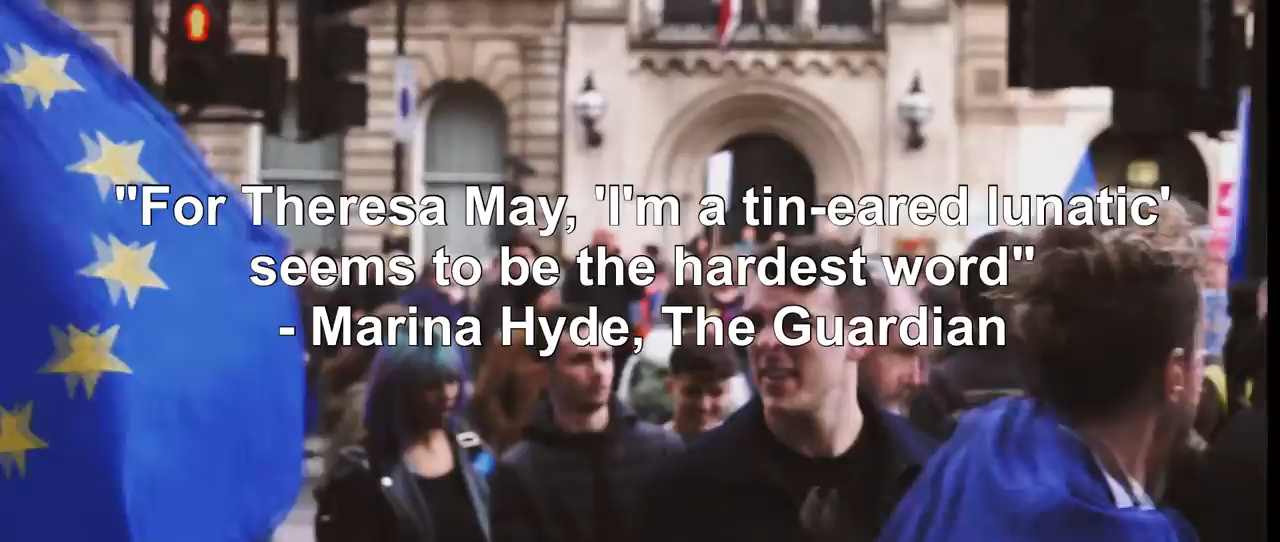 "For Theresa May, 'I'm a tin-eared lunatic'
seems to be the hardest word"
- Marina Hyde, The Guardian